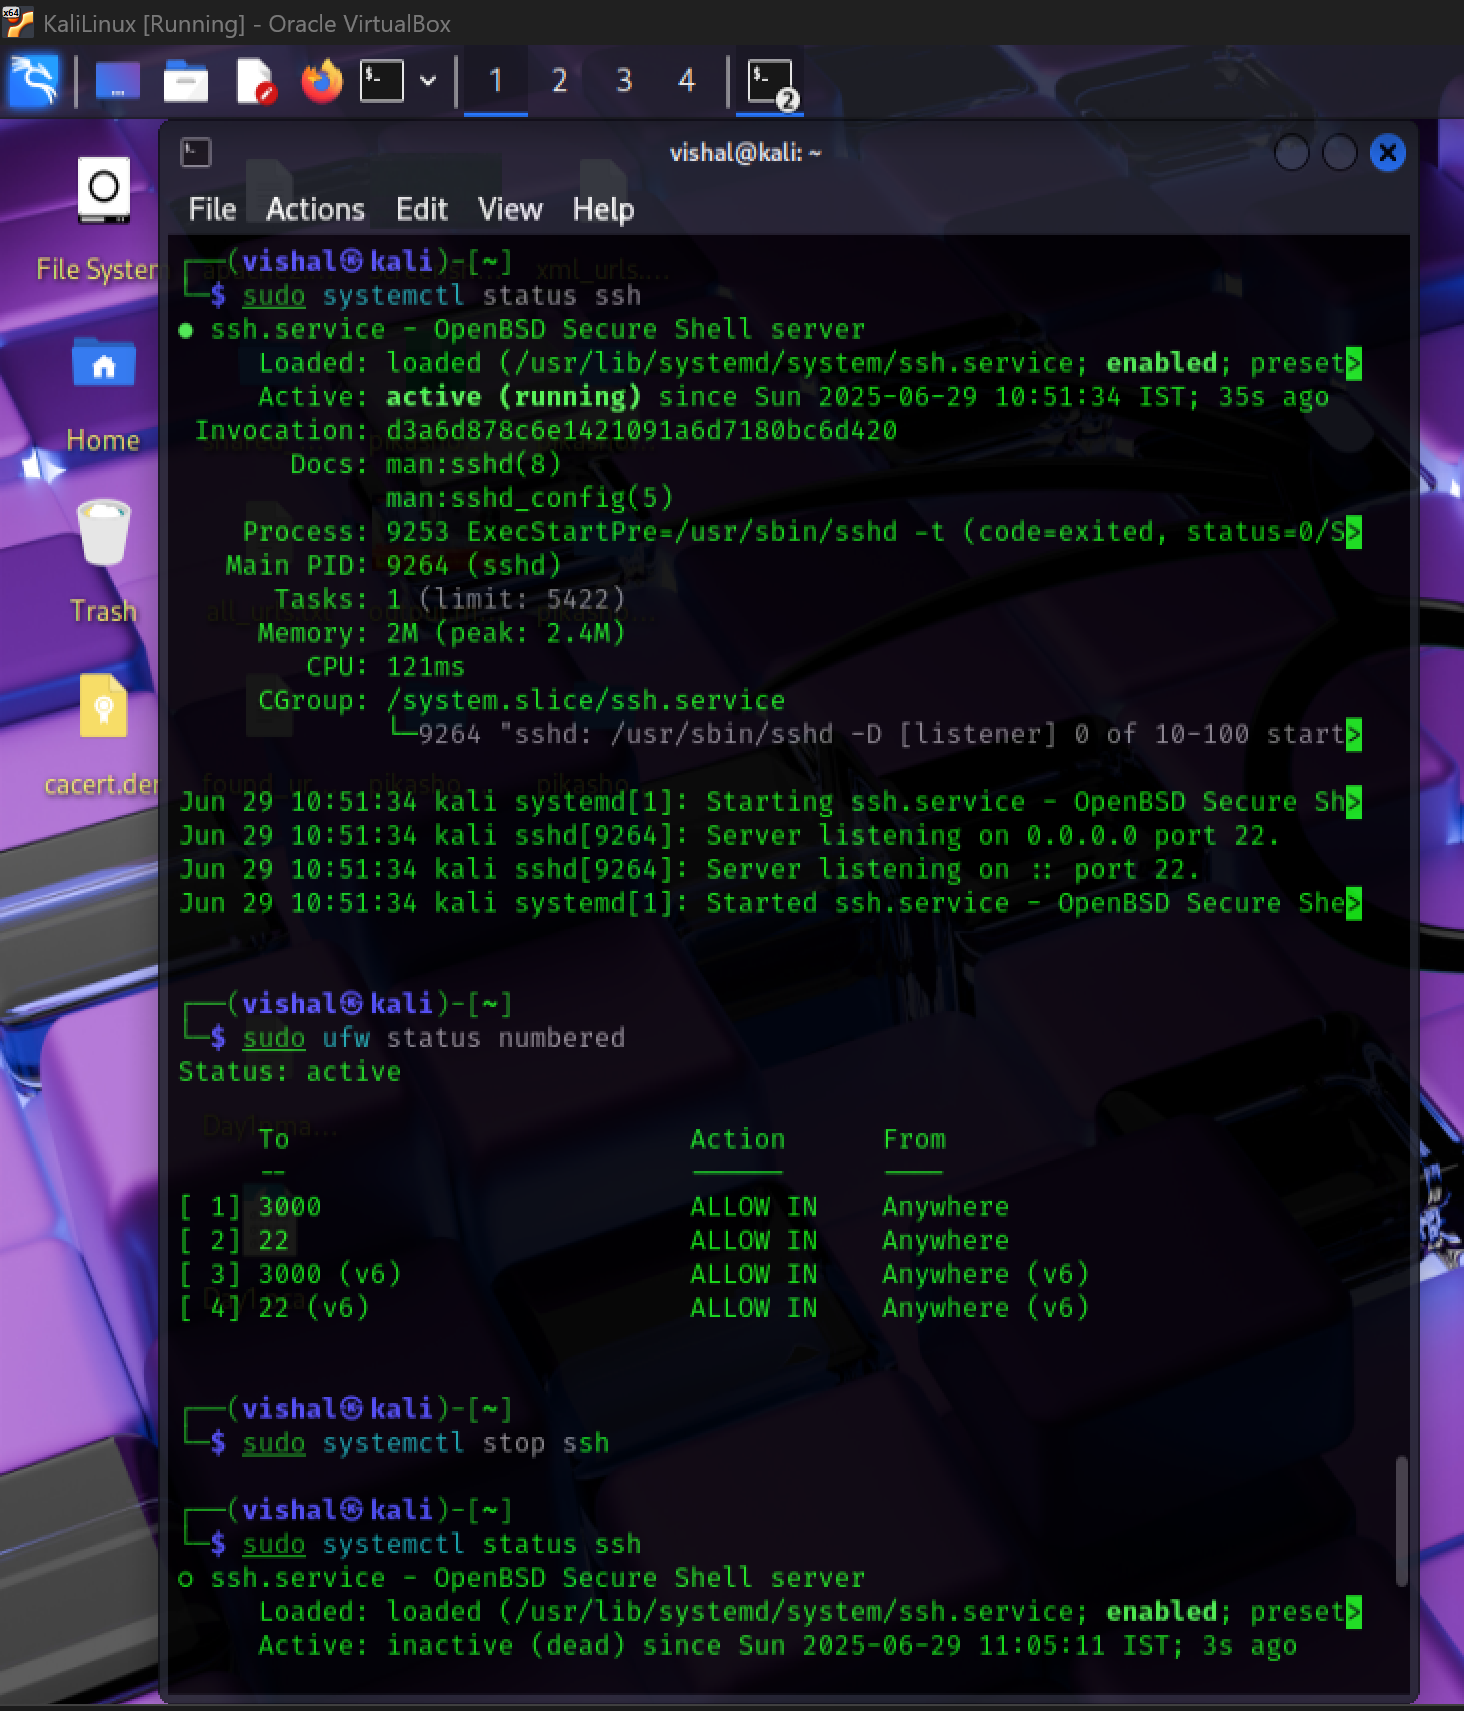 KaliLinux [Running] - Oracle VirtualBox
1 2 3 4 2
vishal@kali: ~
File Actions Edit View Help
File System
Home
Trash
cacert.der
┌──(vishal㉿kali)-[~]
└─$ sudo systemctl status ssh
● ssh.service - OpenBSD Secure Shell server
Loaded: loaded (/usr/lib/systemd/system/ssh.service; enabled; preset>
Active: active (running) since Sun 2025-06-29 10:51:34 IST; 35s ago
Invocation: d3a6d878c6e1421091a6d7180bc6d420
Docs: man:sshd(8)
man:sshd_config(5)
Process: 9253 ExecStartPre=/usr/sbin/sshd -t (code=exited, status=0/S>
Main PID: 9264 (sshd)
Tasks: 1 (limit: 5422)
Memory: 2M (peak: 2.4M)
CPU: 121ms
CGroup: /system.slice/ssh.service
└─9264 "sshd: /usr/sbin/sshd -D [listener] 0 of 10-100 start>
Jun 29 10:51:34 kali systemd[1]: Starting ssh.service - OpenBSD Secure Sh>
Jun 29 10:51:34 kali sshd[9264]: Server listening on 0.0.0.0 port 22.
Jun 29 10:51:34 kali sshd[9264]: Server listening on :: port 22.
Jun 29 10:51:34 kali systemd[1]: Started ssh.service - OpenBSD Secure She>
┌──(vishal㉿kali)-[~]
└─$ sudo ufw status numbered
Status: active
To Action From
-- ------ ----
[ 1] 3000 ALLOW IN Anywhere
[ 2] 22 ALLOW IN Anywhere
[ 3] 3000 (v6) ALLOW IN Anywhere (v6)
[ 4] 22 (v6) ALLOW IN Anywhere (v6)
┌──(vishal㉿kali)-[~]
└─$ sudo systemctl stop ssh
┌──(vishal㉿kali)-[~]
└─$ sudo systemctl status ssh
○ ssh.service - OpenBSD Secure Shell server
Loaded: loaded (/usr/lib/systemd/system/ssh.service; enabled; preset>
Active: inactive (dead) since Sun 2025-06-29 11:05:11 IST; 3s ago